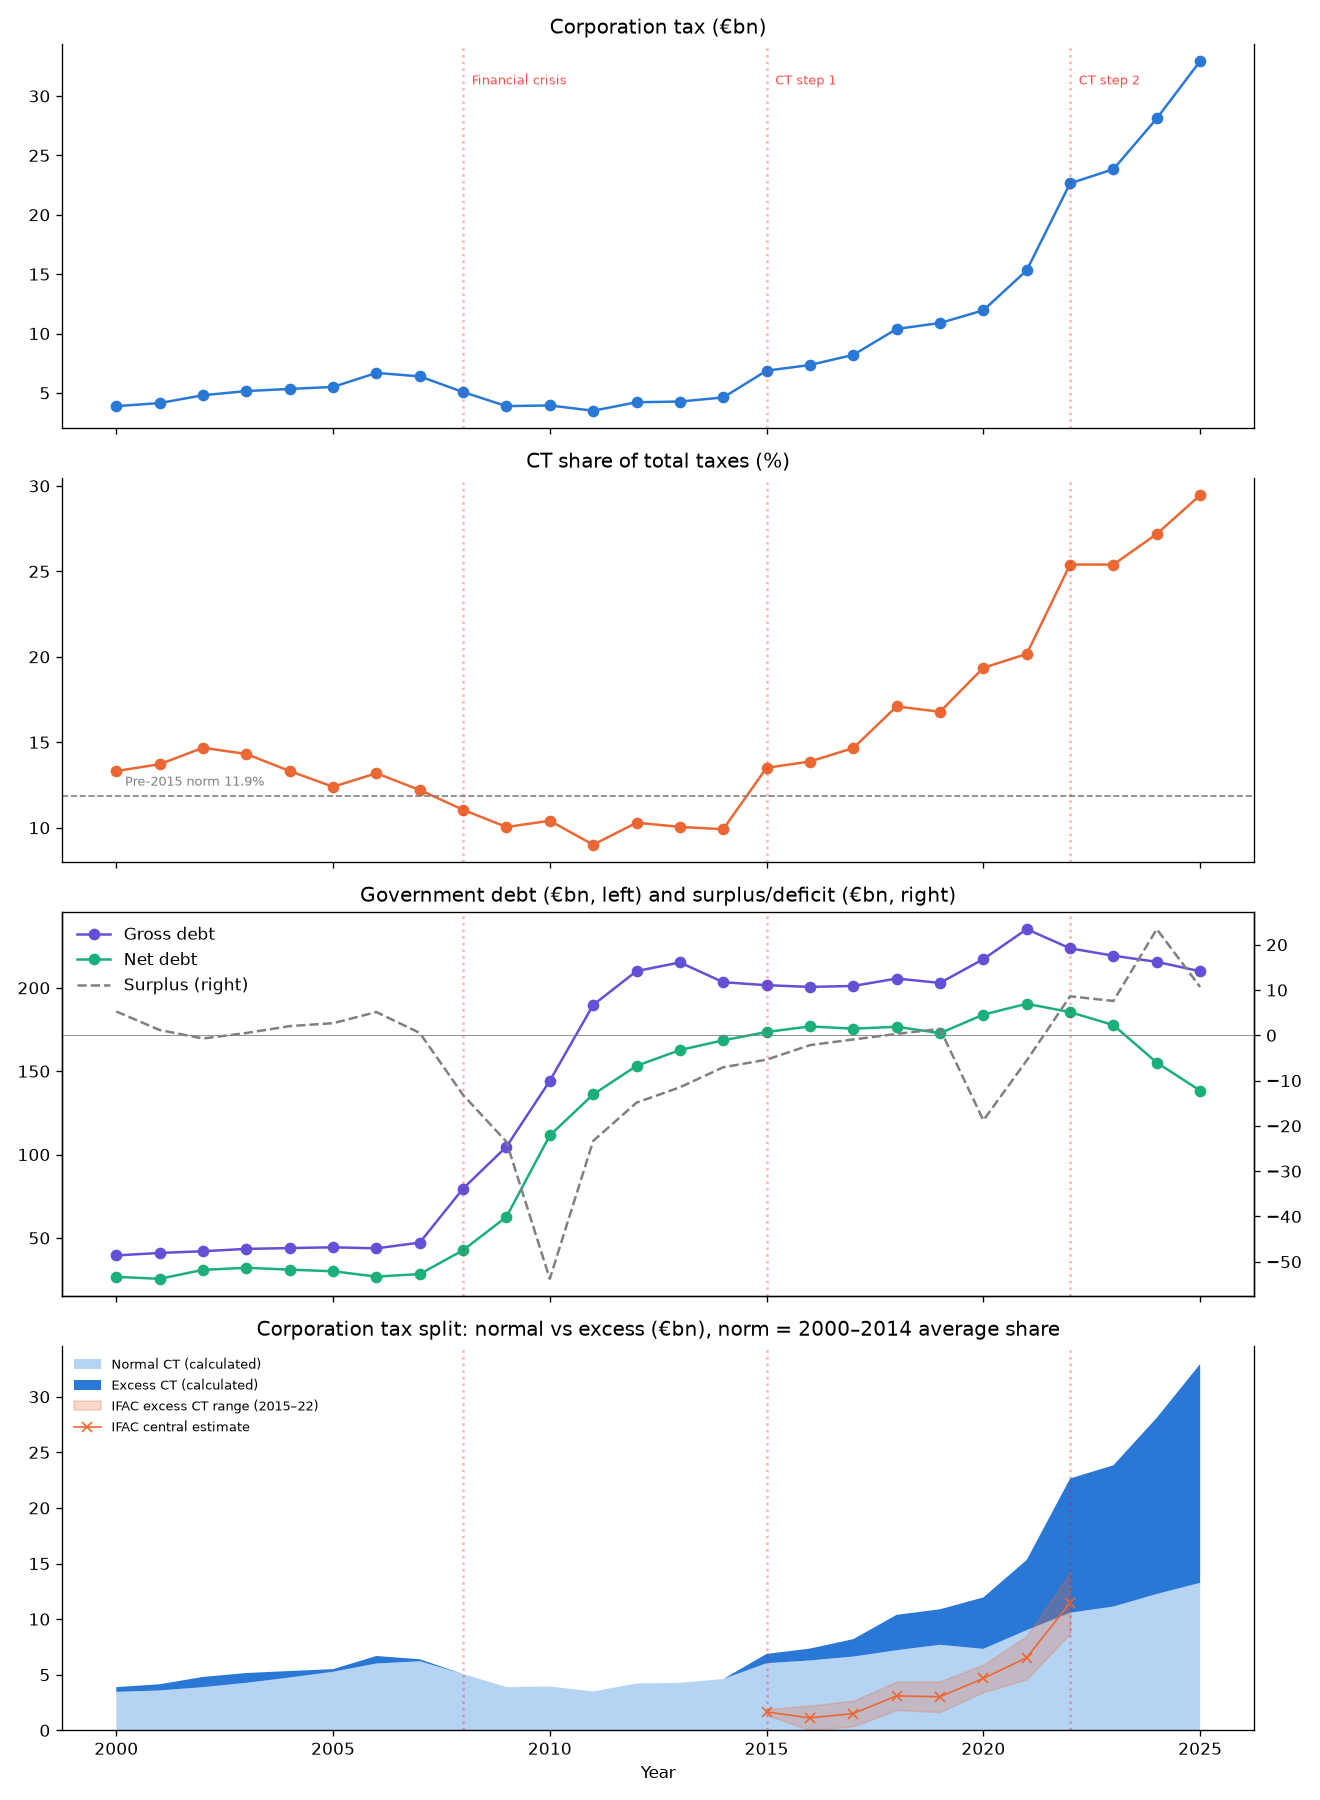 Corporation tax (€bn)
Financial crisis
CT step 1
CT step 2
30
25
20
15
10
5
CT share of total taxes (%)
30
25
20
15
10
Pre-2015 norm 11.9%
Government debt (€bn, left) and surplus/deficit (€bn, right)
Gross debt
Net debt
Surplus (right)
200
150
100
50
20
10
0
−10
−20
−30
−40
−50
Corporation tax split: normal vs excess (€bn), norm = 2000–2014 average share
Normal CT (calculated)
Excess CT (calculated)
IFAC excess CT range (2015–22)
IFAC central estimate
30
25
20
15
10
5
0
2000 2005 2010 2015 2020 2025
Year